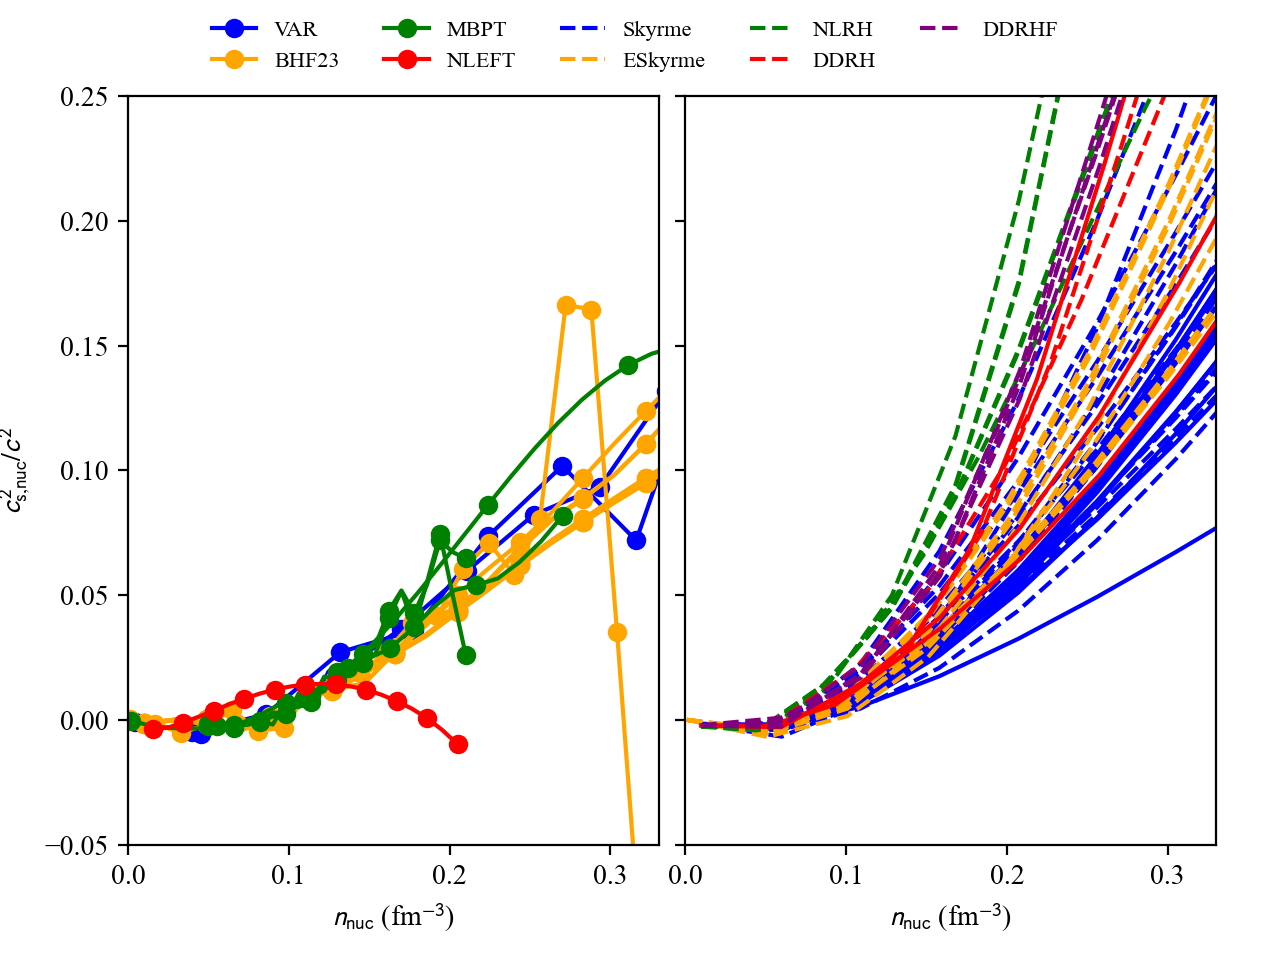 VAR MBPT Skyrme NLRH DDRHF
BHF23 NLEFT ESkyrme DDRH
0.25
0.20
0.15
0.10
0.05
0.00
−0.05
c²s,nuc/c²
0.0 0.1 0.2 0.3 0.0 0.1 0.2 0.3
nnuc (fm⁻³) nnuc (fm⁻³)